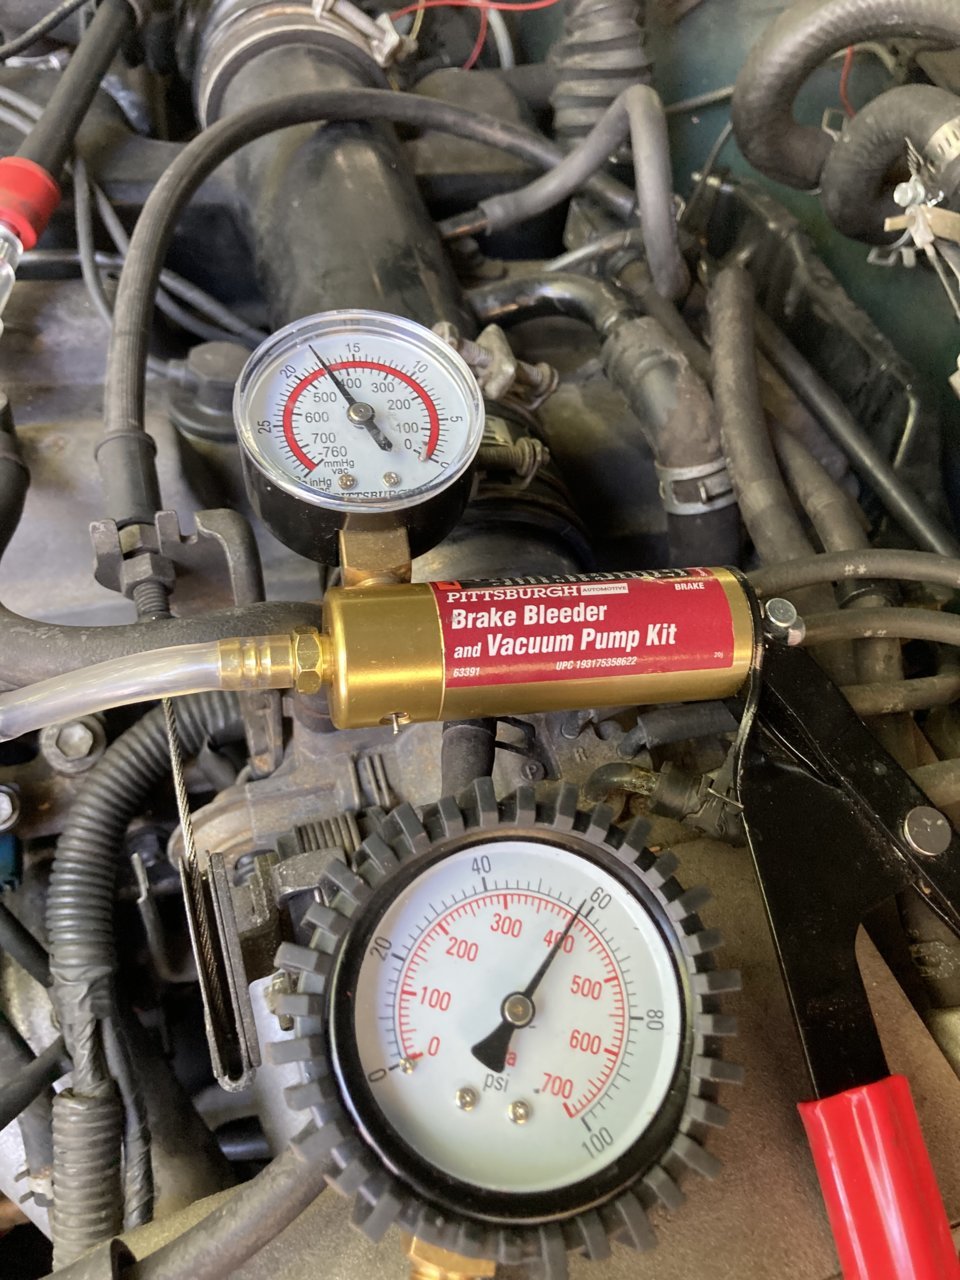 15
20
10
400
300
500
25
200
5
600
100
700
0
-760
mmHg
vac
0
inHg
PITTSBURGH
PITTSBURGH AUTOMOTIVE
BRAKE
Brake Bleeder
and Vacuum Pump Kit
63391
UPC 193175358622
20j
40
60
300
400
20
200
500
100
80
600
0
0
psi
700
100